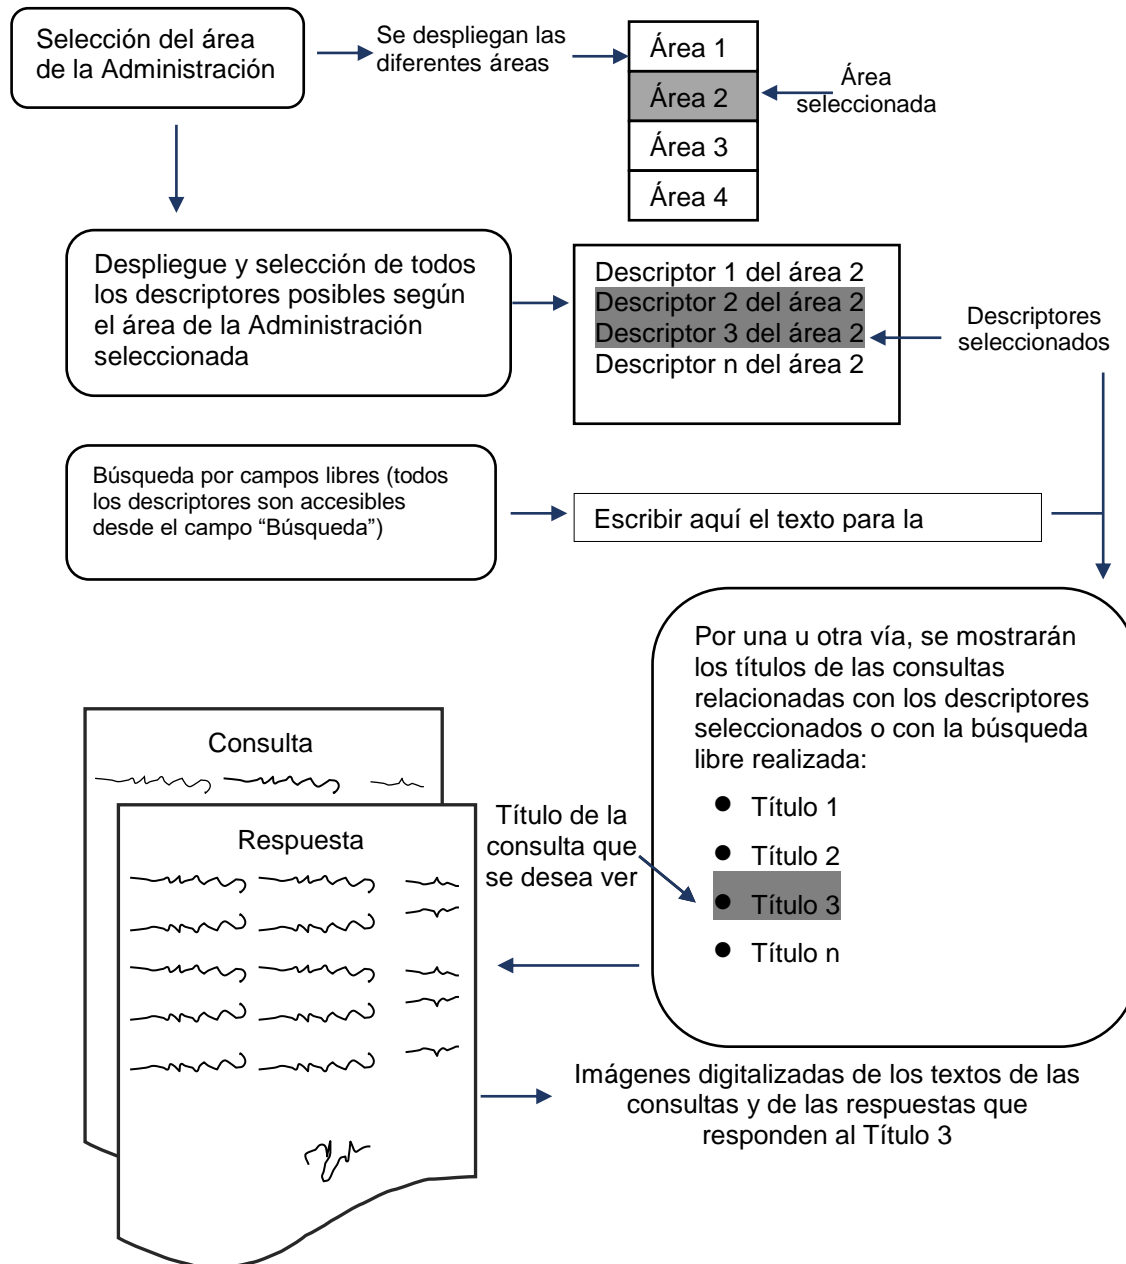 Selección del área
de la Administración
Se despliegan las
diferentes áreas
Área 1
Área 2
Área 3
Área 4
Área
seleccionada
Despliegue y selección de todos
los descriptores posibles según
el área de la Administración
seleccionada
Descriptor 1 del área 2
Descriptor 2 del área 2
Descriptor 3 del área 2
Descriptor n del área 2
Descriptores
seleccionados
Búsqueda por campos libres (todos
los descriptores son accesibles
desde el campo “Búsqueda”)
Escribir aquí el texto para la
Por una u otra vía, se mostrarán
los títulos de las consultas
relacionadas con los descriptores
seleccionados o con la búsqueda
libre realizada:
● Título 1
● Título 2
● Título 3
● Título n
Título de la
consulta que
se desea ver
Consulta
Respuesta
Imágenes digitalizadas de los textos de las
consultas y de las respuestas que
responden al Título 3